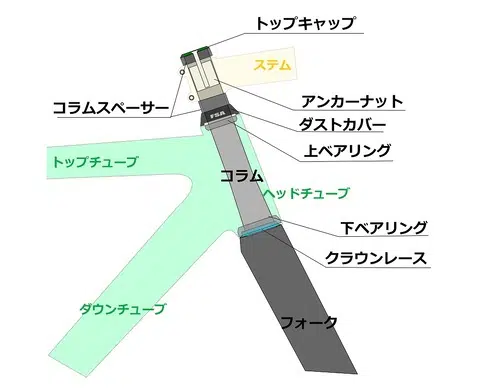 トップキャップ
ステム
コラムスペーサー
アンカーナット
FSA
ダストカバー
上ベアリング
トップチューブ
コラム
ヘッドチューブ
下ベアリング
クラウンレース
ダウンチューブ
フォーク